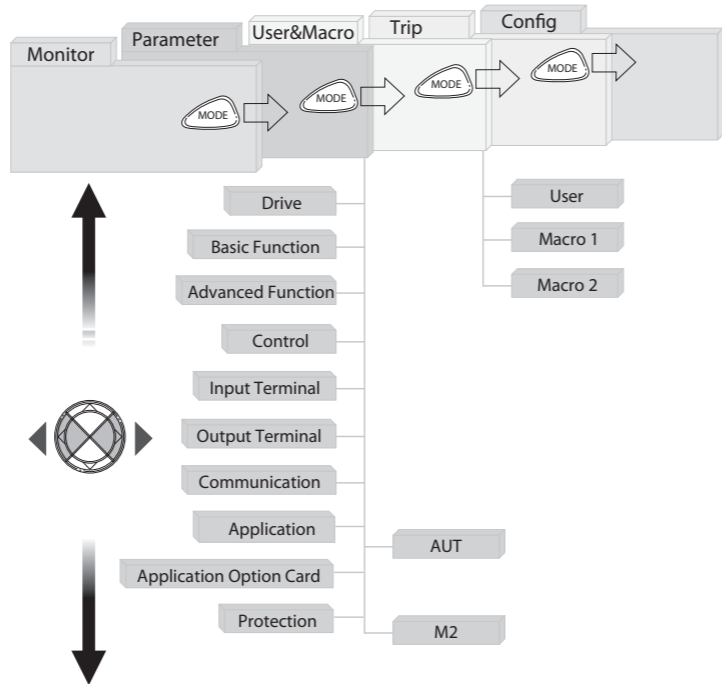 Monitor
Parameter
User&Macro
Trip
Config
MODE
MODE
MODE
MODE
Drive
Basic Function
Advanced Function
Control
Input Terminal
Output Terminal
Communication
Application
Application Option Card
Protection
User
Macro 1
Macro 2
AUT
M2